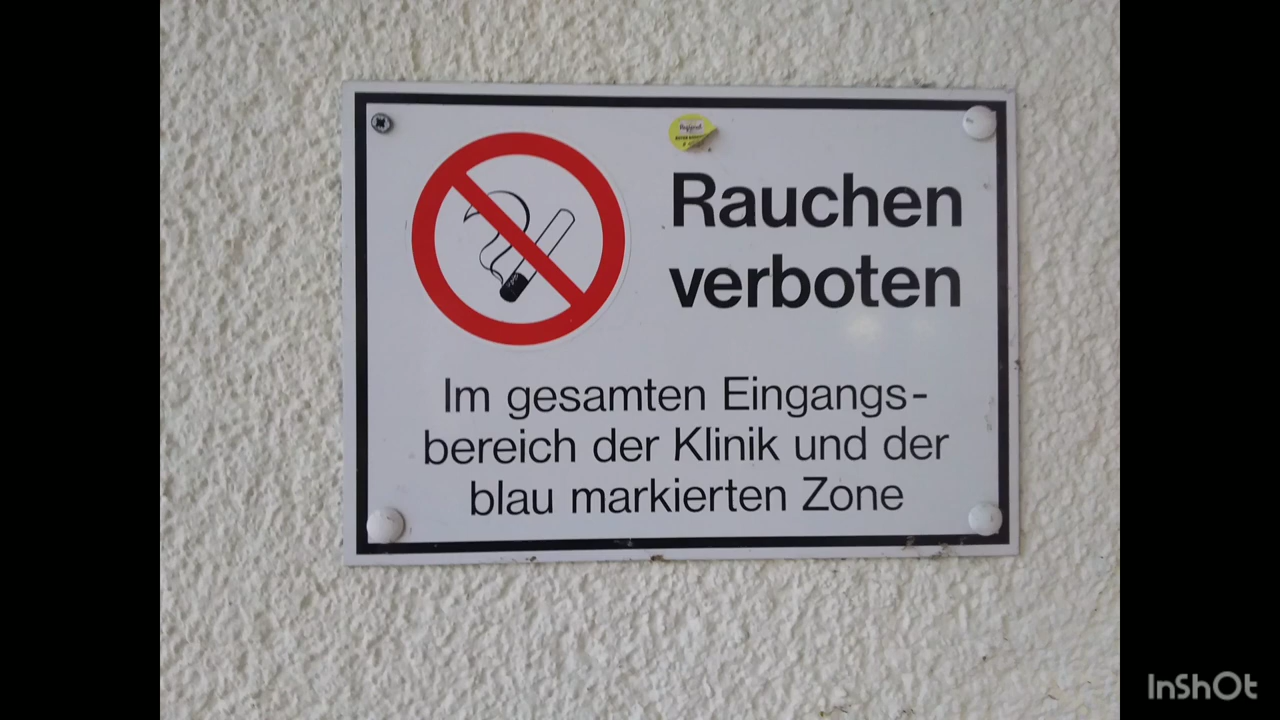 Rauchen
verboten
Im gesamten Eingangs-
bereich der Klinik und der
blau markierten Zone
InShOt